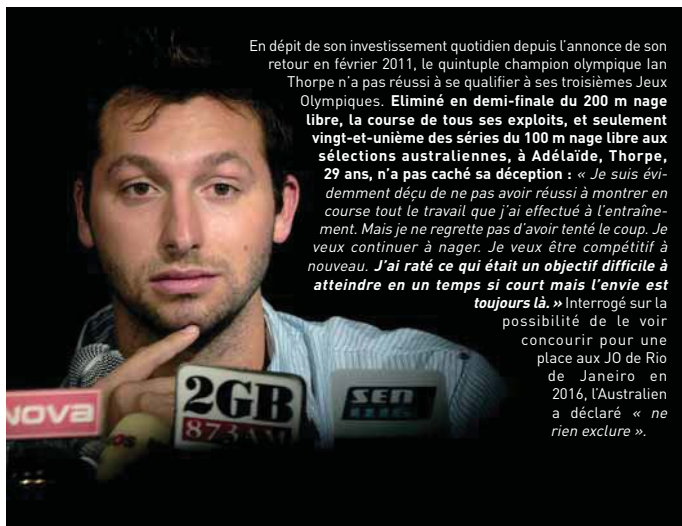 En dépit de son investissement quotidien depuis l'annonce de son
retour en février 2011, le quintuple champion olympique Ian
Thorpe n'a pas réussi à se qualifier à ses troisièmes Jeux
Olympiques. Eliminé en demi-finale du 200 m nage
libre, la course de tous ses exploits, et seulement
vingt-et-unième des séries du 100 m nage libre aux
sélections australiennes, à Adélaïde, Thorpe,
29 ans, n'a pas caché sa déception : « Je suis évi-
demment déçu de ne pas avoir réussi à montrer en
course tout le travail que j'ai effectué à l'entraîne-
ment. Mais je ne regrette pas d'avoir tenté le coup. Je
veux continuer à nager. Je veux être compétitif à
nouveau. J'ai raté ce qui était un objectif difficile à
atteindre en un temps si court mais l'envie est
toujours là. » Interrogé sur la
possibilité de le voir
concourir pour une
place aux JO de Rio
de Janeiro en
2016, l'Australien
a déclaré « ne
rien exclure ».
nova
2GB
873AM
SEN